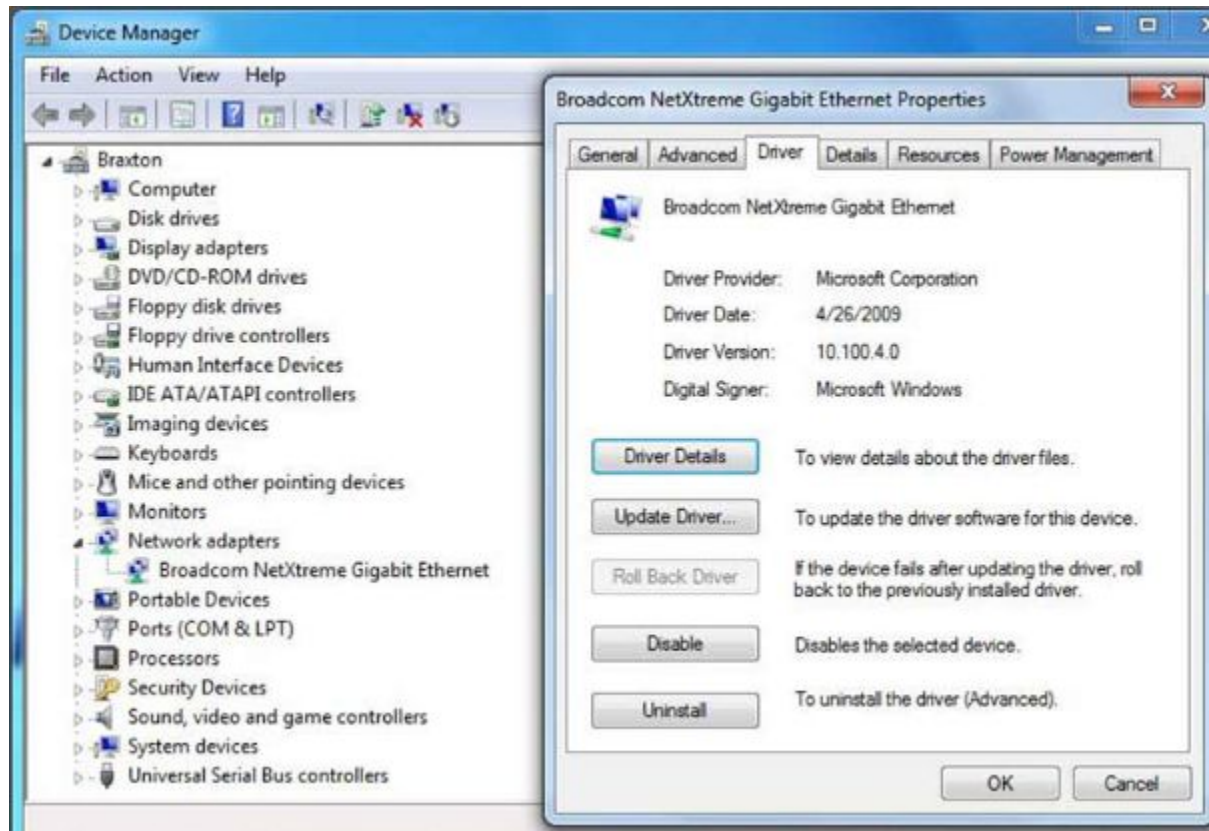 Device Manager
File Action View Help
Braxton
Computer
Disk drives
Display adapters
DVD/CD-ROM drives
Floppy disk drives
Floppy drive controllers
Human Interface Devices
IDE ATA/ATAPI controllers
Imaging devices
Keyboards
Mice and other pointing devices
Monitors
Network adapters
Broadcom NetXtreme Gigabit Ethernet
Portable Devices
Ports (COM & LPT)
Processors
Security Devices
Sound, video and game controllers
System devices
Universal Serial Bus controllers
Broadcom NetXtreme Gigabit Ethernet Properties
General Advanced Driver Details Resources Power Management
Broadcom NetXtreme Gigabit Ethernet
Driver Provider: Microsoft Corporation
Driver Date: 4/26/2009
Driver Version: 10.100.4.0
Digital Signer: Microsoft Windows
Driver Details To view details about the driver files.
Update Driver... To update the driver software for this device.
Roll Back Driver If the device fails after updating the driver, roll
back to the previously installed driver.
Disable Disables the selected device.
Uninstall To uninstall the driver (Advanced).
OK Cancel